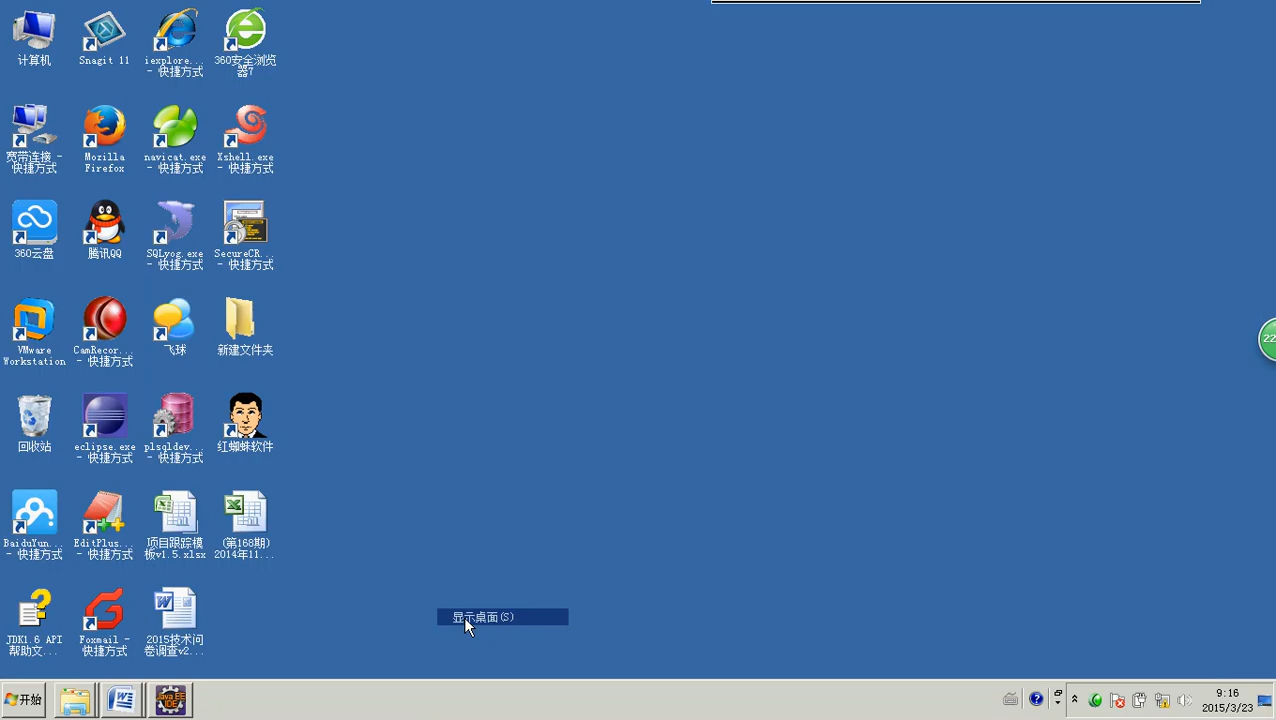 计算机
Snagit 11
iexplore...
- 快捷方式
360安全浏览
器7
宽带连接 -
快捷方式
Mozilla
Firefox
navicat.exe
- 快捷方式
Xshell.exe
- 快捷方式
360云盘
腾讯QQ
SQLyog.exe
- 快捷方式
SecureCR...
- 快捷方式
VMware
Workstation
CamRecor...
- 快捷方式
飞球
新建文件夹
回收站
eclipse.exe
- 快捷方式
plsqldev...
- 快捷方式
红蜘蛛软件
BaiduYun...
- 快捷方式
EditPlus...
- 快捷方式
项目跟踪模
板v1.5.xlsx
(第168期)
2014年11...
JDK1.6 API
帮助文...
Foxmail -
快捷方式
2015技术问
卷调查v2...
显示桌面(S)
22
开始
Java EE
IDE
9:16
2015/3/23